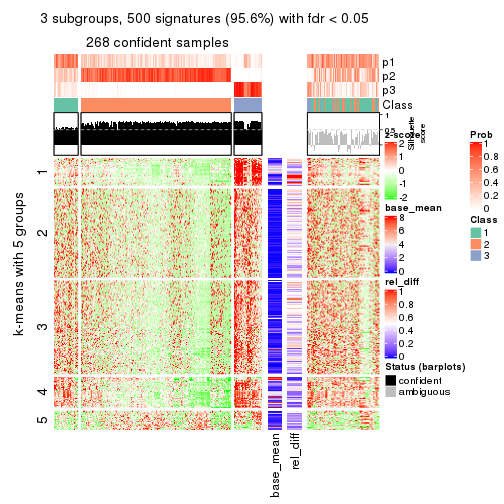 3 subgroups, 500 signatures (95.6%) with fdr < 0.05
268 confident samples
p1
p2
p3
Class
1
0.5
Silhouette
score
k-means with 5 groups
1
2
3
4
5
base_mean
rel_diff
z-score
2
1
0
-1
-2
base_mean
8
6
4
2
0
rel_diff
1
0.8
0.6
0.4
0.2
0
Status (barplots)
confident
ambiguous
Prob
1
0.8
0.6
0.4
0.2
0
Class
1
2
3